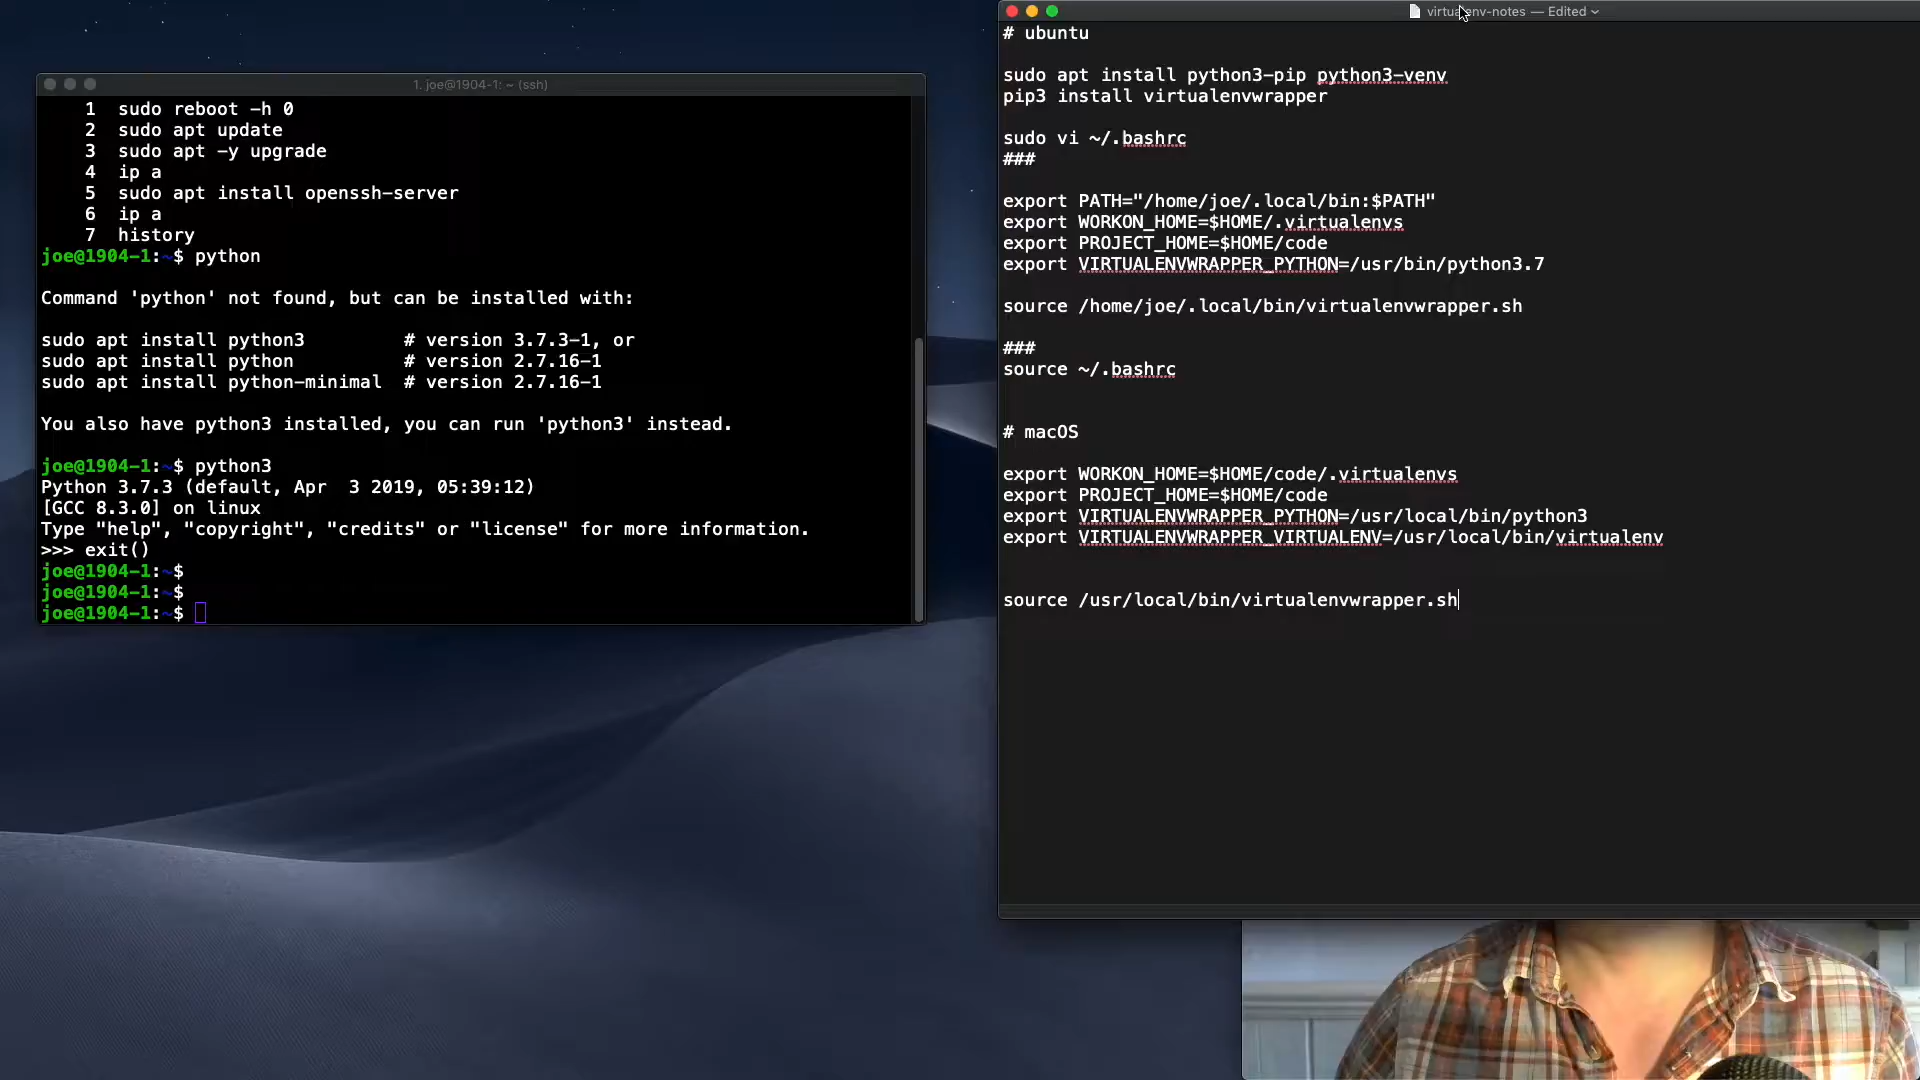 1. joe@1904-1: ~ (ssh)
1 sudo reboot -h 0
2 sudo apt update
3 sudo apt -y upgrade
4 ip a
5 sudo apt install openssh-server
6 ip a
7 history
joe@1904-1:~$ python
Command 'python' not found, but can be installed with:
sudo apt install python3 # version 3.7.3-1, or
sudo apt install python # version 2.7.16-1
sudo apt install python-minimal # version 2.7.16-1
You also have python3 installed, you can run 'python3' instead.
joe@1904-1:~$ python3
Python 3.7.3 (default, Apr 3 2019, 05:39:12)
[GCC 8.3.0] on linux
Type "help", "copyright", "credits" or "license" for more information.
>>> exit()
joe@1904-1:~$
joe@1904-1:~$
joe@1904-1:~$
virtualenv-notes — Edited
# ubuntu
sudo apt install python3-pip python3-venv
pip3 install virtualenvwrapper
sudo vi ~/.bashrc
###
export PATH="/home/joe/.local/bin:$PATH"
export WORKON_HOME=$HOME/.virtualenvs
export PROJECT_HOME=$HOME/code
export VIRTUALENVWRAPPER_PYTHON=/usr/bin/python3.7
source /home/joe/.local/bin/virtualenvwrapper.sh
###
source ~/.bashrc
# macOS
export WORKON_HOME=$HOME/code/.virtualenvs
export PROJECT_HOME=$HOME/code
export VIRTUALENVWRAPPER_PYTHON=/usr/local/bin/python3
export VIRTUALENVWRAPPER_VIRTUALENV=/usr/local/bin/virtualenv
source /usr/local/bin/virtualenvwrapper.sh